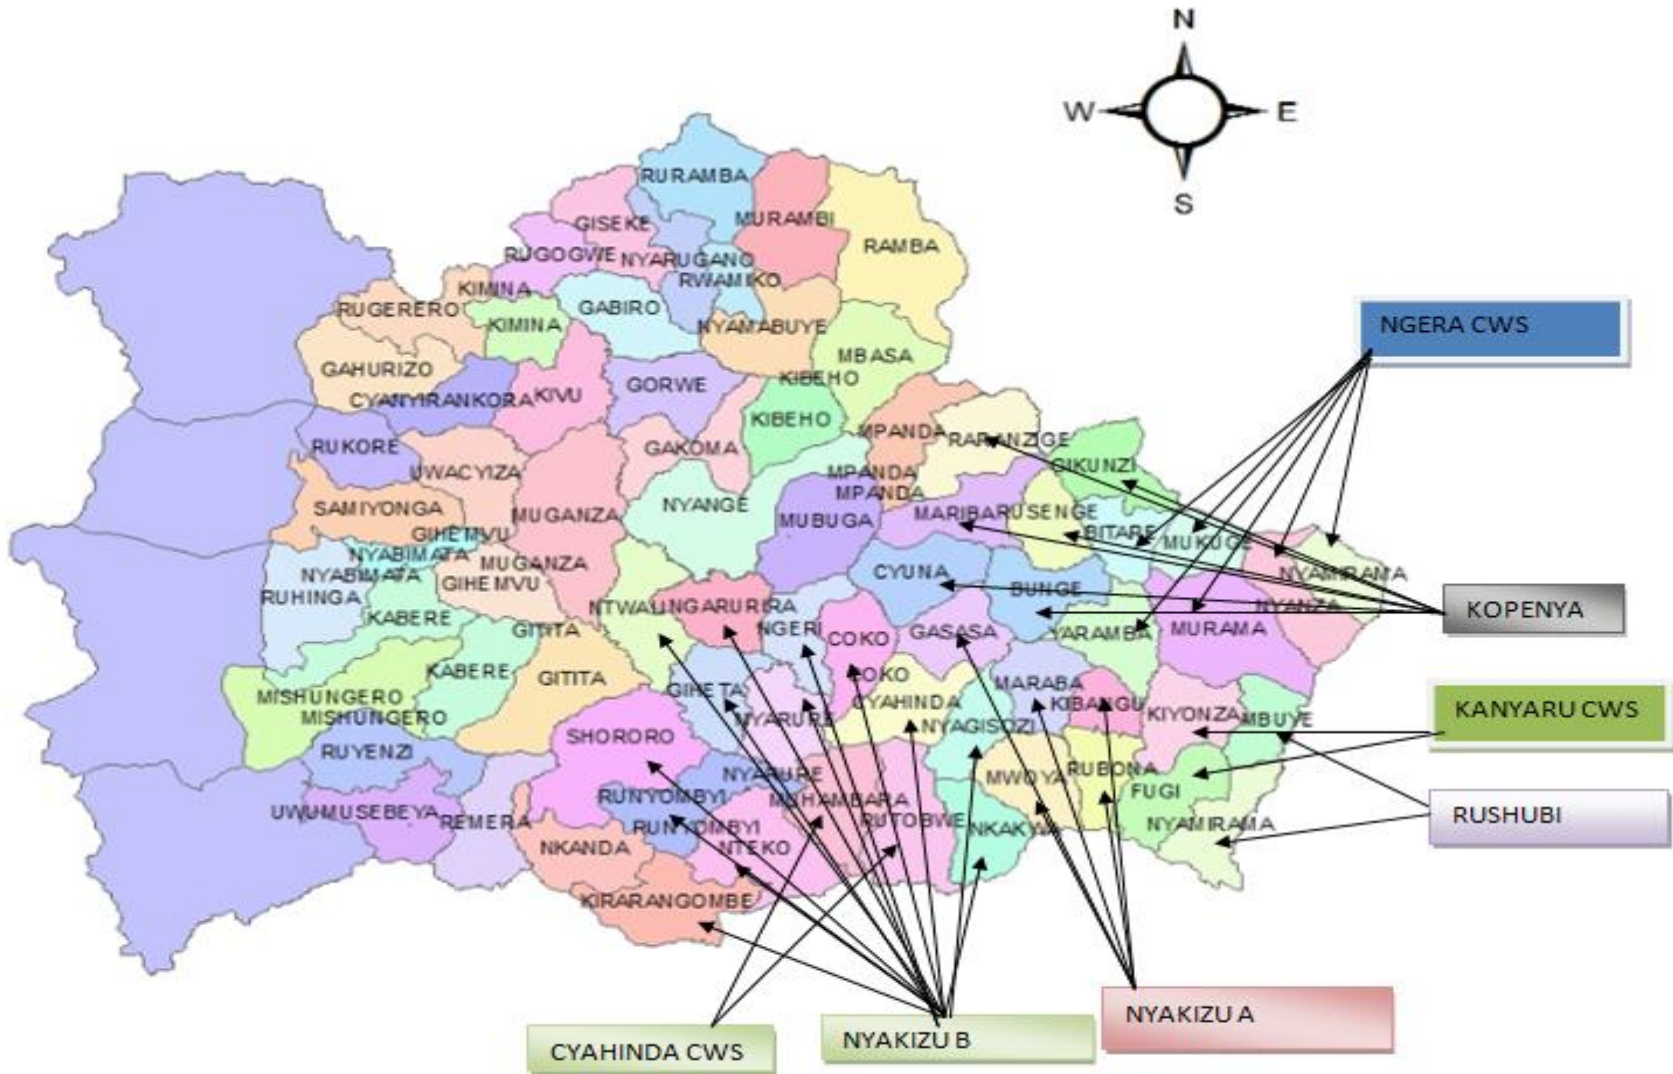 N
W
E
S
RURAMBA
GISEKE
MURAMBI
RAMBA
RUGOGWE
NYARUGANO
RWAMIKO
KIMINA
RUGERERO
GABIRO
KIMINA
NYAMABUYE
NGERA CWS
MBASA
GAHURIZO
KIBEHO
GORWE
CYANYIRANKORA
KIVU
KIBEHO
MPANDA
RARANZIGE
RUKORE
GAKOMA
UWACYIZA
GIKUNZI
MPANDA
MPANDA
NYANGE
SAMIYONGA
MUGANZA
MUBUGA
MARIBA
RUSENGE
GIHEMVU
BITARE
MUKUGE
NYABIMATA
MUGANZA
NYABIMATA
GIHEMVU
CYUNA
NYAMIRAMA
RUHINGA
BUNGE
NTWALI
NGARURIRA
NYANZA
KOPENYA
KABERE
GITITA
NGERI
COKO
GASASA
YARAMBA
MURAMA
KABERE
OKO
GITITA
MARABA
GIHETA
MISHUNGERO
CYAHINDA
KIBANGU
MISHUNGERO
NYARURE
NYAGISOZI
KIYONZA
MBUYE
KANYARU CWS
SHORORO
RUYENZI
NYARURE
MWOYA
RUBONA
RUNYOMBYI
MUHAMBARA
FUGI
UWUMUSEBEYA
REMERA
RUNYOMBYI
RUTOBWE
NKAKWA
NYAMIRAMA
RUSHUBI
NKANDA
NTEKO
KIRARANGOMBE
CYAHINDA CWS
NYAKIZU B
NYAKIZU A